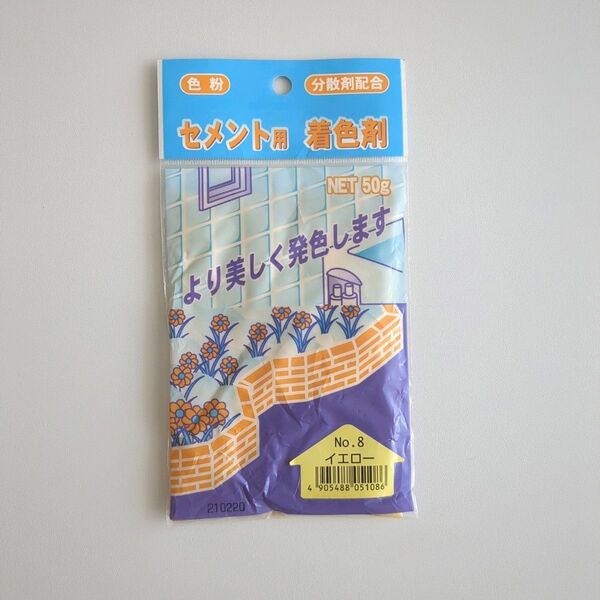 色粉
分散剤配合
セメント用 着色剤
NET 50g
より美しく発色します
No.8
イエロー
4 905488 051086
210220